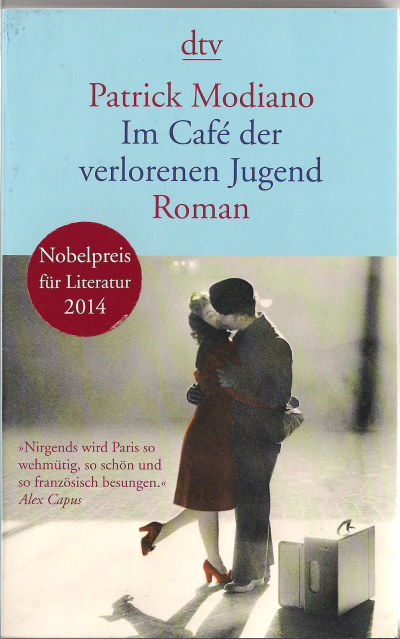 dtv
Patrick Modiano
Im Café der
verlorenen Jugend
Roman
Nobelpreis
für Literatur
2014
»Nirgends wird Paris so
wehmütig, so schön und
so französisch besungen.«
Alex Capus